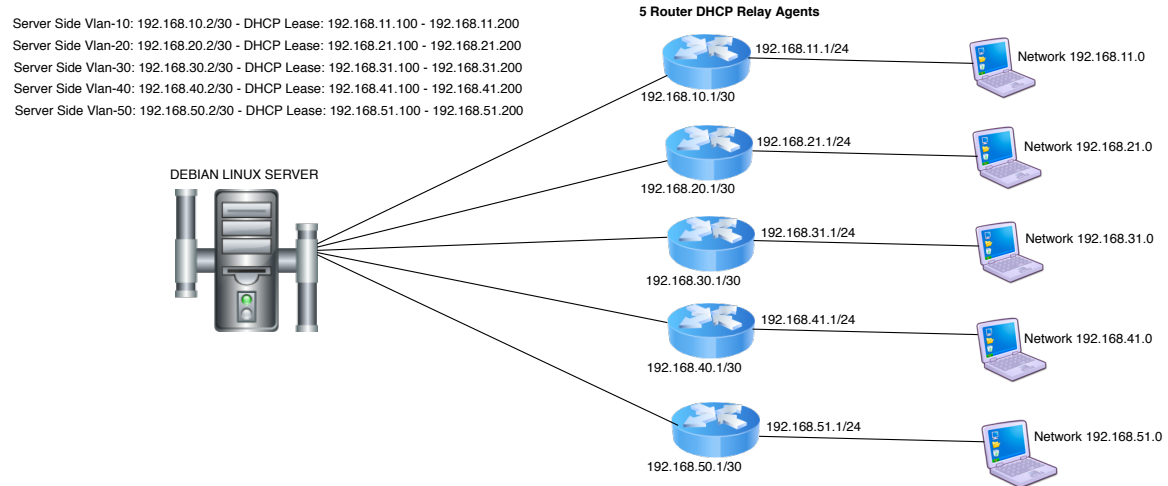 5 Router DHCP Relay Agents
Server Side Vlan-10: 192.168.10.2/30 - DHCP Lease: 192.168.11.100 - 192.168.11.200
Server Side Vlan-20: 192.168.20.2/30 - DHCP Lease: 192.168.21.100 - 192.168.21.200
Server Side Vlan-30: 192.168.30.2/30 - DHCP Lease: 192.168.31.100 - 192.168.31.200
Server Side Vlan-40: 192.168.40.2/30 - DHCP Lease: 192.168.41.100 - 192.168.41.200
Server Side Vlan-50: 192.168.50.2/30 - DHCP Lease: 192.168.51.100 - 192.168.51.200
192.168.11.1/24
Network 192.168.11.0
192.168.10.1/30
192.168.21.1/24
Network 192.168.21.0
DEBIAN LINUX SERVER
192.168.20.1/30
192.168.31.1/24
Network 192.168.31.0
192.168.30.1/30
192.168.41.1/24
Network 192.168.41.0
192.168.40.1/30
192.168.51.1/24
Network 192.168.51.0
192.168.50.1/30